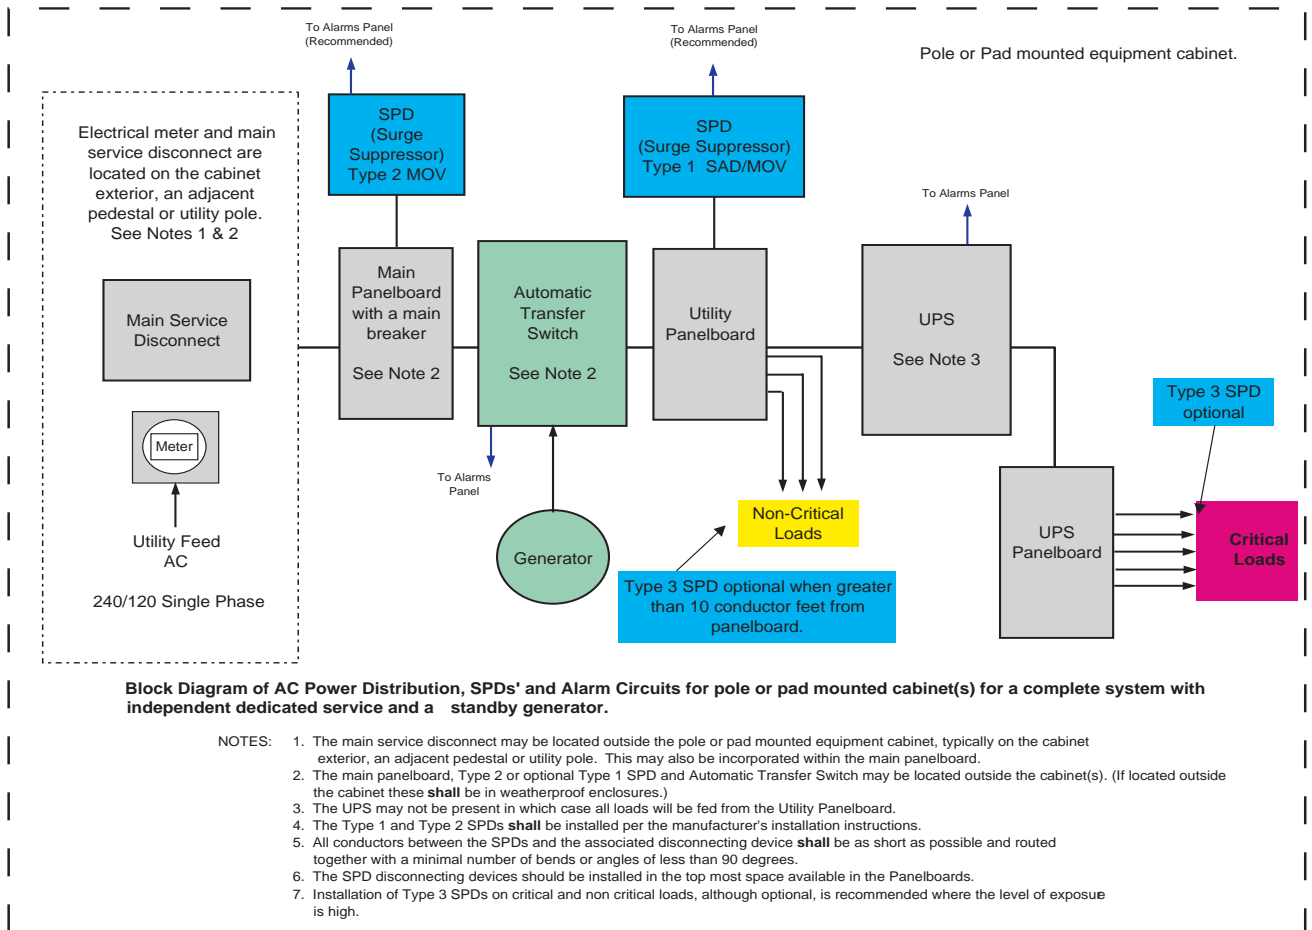 To Alarms Panel
(Recommended)
To Alarms Panel
(Recommended)
Pole or Pad mounted equipment cabinet.
SPD
(Surge
Suppressor)
Type 2 MOV
SPD
(Surge Suppressor)
Type 1 SAD/MOV
Electrical meter and main
service disconnect are
located on the cabinet
exterior, an adjacent
pedestal or utility pole.
See Notes 1 & 2
To Alarms Panel
Main Service
Disconnect
Main
Panelboard
with a main
breaker
See Note 2
Automatic
Transfer
Switch
See Note 2
Utility
Panelboard
UPS
See Note 3
Type 3 SPD
optional
Meter
To Alarms
Panel
Utility Feed
AC
240/120 Single Phase
Generator
Non-Critical
Loads
Type 3 SPD optional when greater
than 10 conductor feet from
panelboard.
UPS
Panelboard
Critical
Loads
Block Diagram of AC Power Distribution, SPDs' and Alarm Circuits for pole or pad mounted cabinet(s) for a complete system with
independent dedicated service and a standby generator.
NOTES: 1. The main service disconnect may be located outside the pole or pad mounted equipment cabinet, typically on the cabinet
exterior, an adjacent pedestal or utility pole. This may also be incorporated within the main panelboard.
2. The main panelboard, Type 2 or optional Type 1 SPD and Automatic Transfer Switch may be located outside the cabinet(s). (If located outside
the cabinet these shall be in weatherproof enclosures.)
3. The UPS may not be present in which case all loads will be fed from the Utility Panelboard.
4. The Type 1 and Type 2 SPDs shall be installed per the manufacturer's installation instructions.
5. All conductors between the SPDs and the associated disconnecting device shall be as short as possible and routed
together with a minimal number of bends or angles of less than 90 degrees.
6. The SPD disconnecting devices should be installed in the top most space available in the Panelboards.
7. Installation of Type 3 SPDs on critical and non critical loads, although optional, is recommended where the level of exposure
is high.